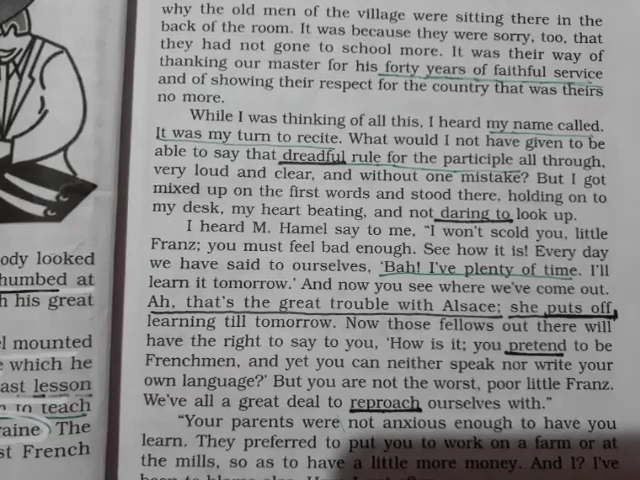 why the old men of the village were sitting there in the
back of the room. It was because they were sorry, too, that
they had not gone to school more. It was their way of
thanking our master for his forty years of faithful service
and of showing their respect for the country that was theirs
no more.
While I was thinking of all this, I heard my name called.
It was my turn to recite. What would I not have given to be
able to say that dreadful rule for the participle all through,
very loud and clear, and without one mistake? But I got
mixed up on the first words and stood there, holding on to
my desk, my heart beating, and not daring to look up.
I heard M. Hamel say to me, “I won't scold you, little
Franz; you must feel bad enough. See how it is! Every day
we have said to ourselves, ‘Bah! I've plenty of time. I'll
learn it tomorrow.’ And now you see where we've come out.
Ah, that's the great trouble with Alsace; she puts off
learning till tomorrow. Now those fellows out there will
have the right to say to you, ‘How is it; you pretend to be
Frenchmen, and yet you can neither speak nor write your
own language?’ But you are not the worst, poor little Franz.
We've all a great deal to reproach ourselves with.”
“Your parents were not anxious enough to have you
learn. They preferred to put you to work on a farm or at
the mills, so as to have a little more money. And I? I've
ody looked
humbed at
h his great
el mounted
which he
ast lesson
to teach
raine The
st French